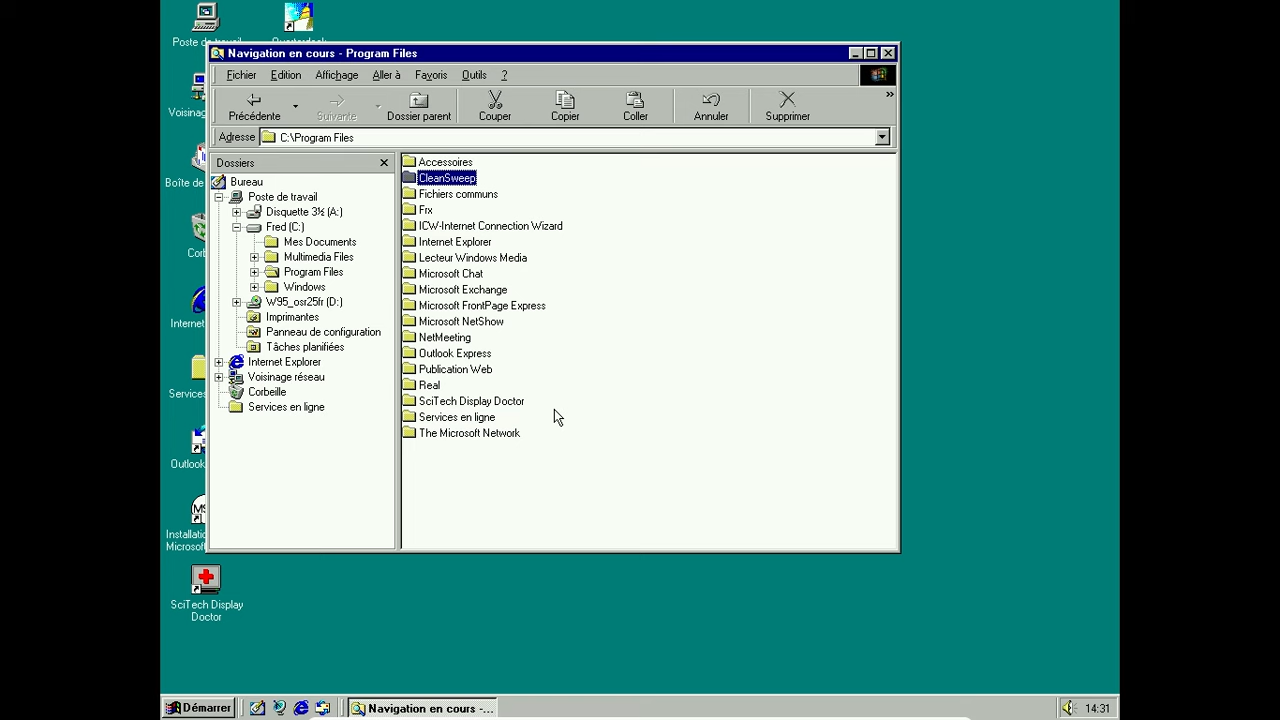 Poste de travail
Navigation en cours - Program Files
Fichier Edition Affichage Aller à Favoris Outils ?
Précédente Suivante Dossier parent Couper Copier Coller Annuler Supprimer »
Adresse C:\Program Files
Dossiers
Bureau
Poste de travail
Disquette 3½ (A:)
Fred (C:)
Mes Documents
Multimedia Files
Program Files
Windows
W95_osr25fr (D:)
Imprimantes
Panneau de configuration
Tâches planifiées
Internet Explorer
Voisinage réseau
Corbeille
Services en ligne
Accessoires
CleanSweep
Fichiers communs
Frx
ICW-Internet Connection Wizard
Internet Explorer
Lecteur Windows Media
Microsoft Chat
Microsoft Exchange
Microsoft FrontPage Express
Microsoft NetShow
NetMeeting
Outlook Express
Publication Web
Real
SciTech Display Doctor
Services en ligne
The Microsoft Network
Voisinag
Boîte de
Corb
Internet
Services
Outlook
Installatio
Microsof
SciTech Display
Doctor
Démarrer Navigation en cours -... 14:31